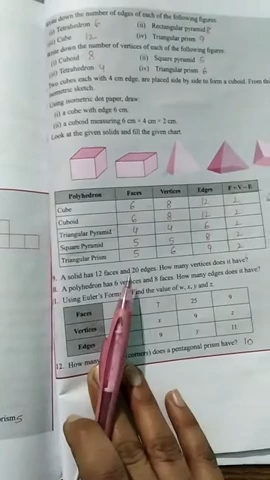 down the number of edges of each of the following figures:
(i) Tetrahedron 6 (ii) Rectangular pyramid 8
(iii) Cube 12 (iv) Triangular prism 9
down the number of vertices of each of the following figures:
(i) Cuboid 8 (ii) Square pyramid 5
(iii) Tetrahedron 4 (iv) Triangular prism 6
Two cubes each with 4 cm edge, are placed side by side to form a cuboid. From the
isometric sketch.
Using isometric dot paper, draw:
(i) a cube with edge 6 cm.
(ii) a cuboid measuring 6 cm × 4 cm × 2 cm.
Look at the given solids and fill the given chart.
Polyhedron Faces Vertices Edges F + V – E
Cube 6 8 12 2
Cuboid 6 8 12 2
Triangular Pyramid 4 4 6 2
Square Pyramid 5 5 8 2
Triangular Prism 5 6 9 2
9. A solid has 12 faces and 20 edges. How many vertices does it have?
A polyhedron has 6 vertices and 8 faces. How many edges does it have?
Using Euler's Find the value of w, x, y and z.
Faces 7 25 9
Vertices x 9 z
Edges 9 y 11
12. How many a pentagonal prism have? 10
prism 5